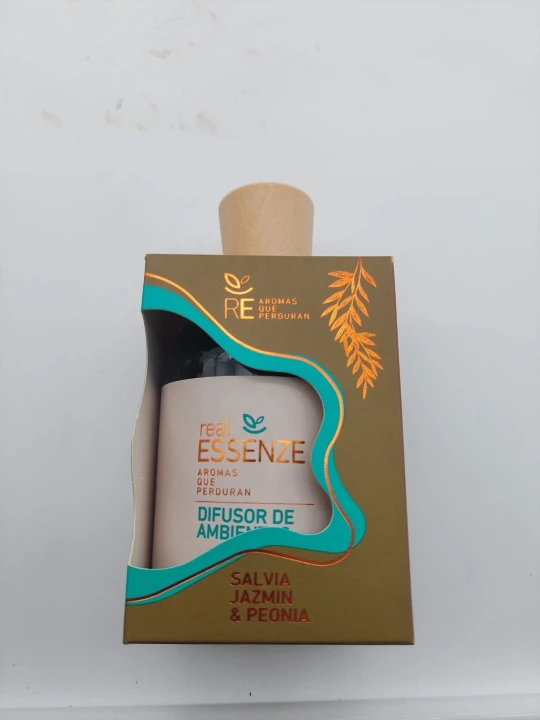 RE AROMAS
QUE
PERDURAN
real
ESSENZE
AROMAS
QUE
PERDURAN
DIFUSOR DE
SALVIA
JAZMIN
& PEONIA